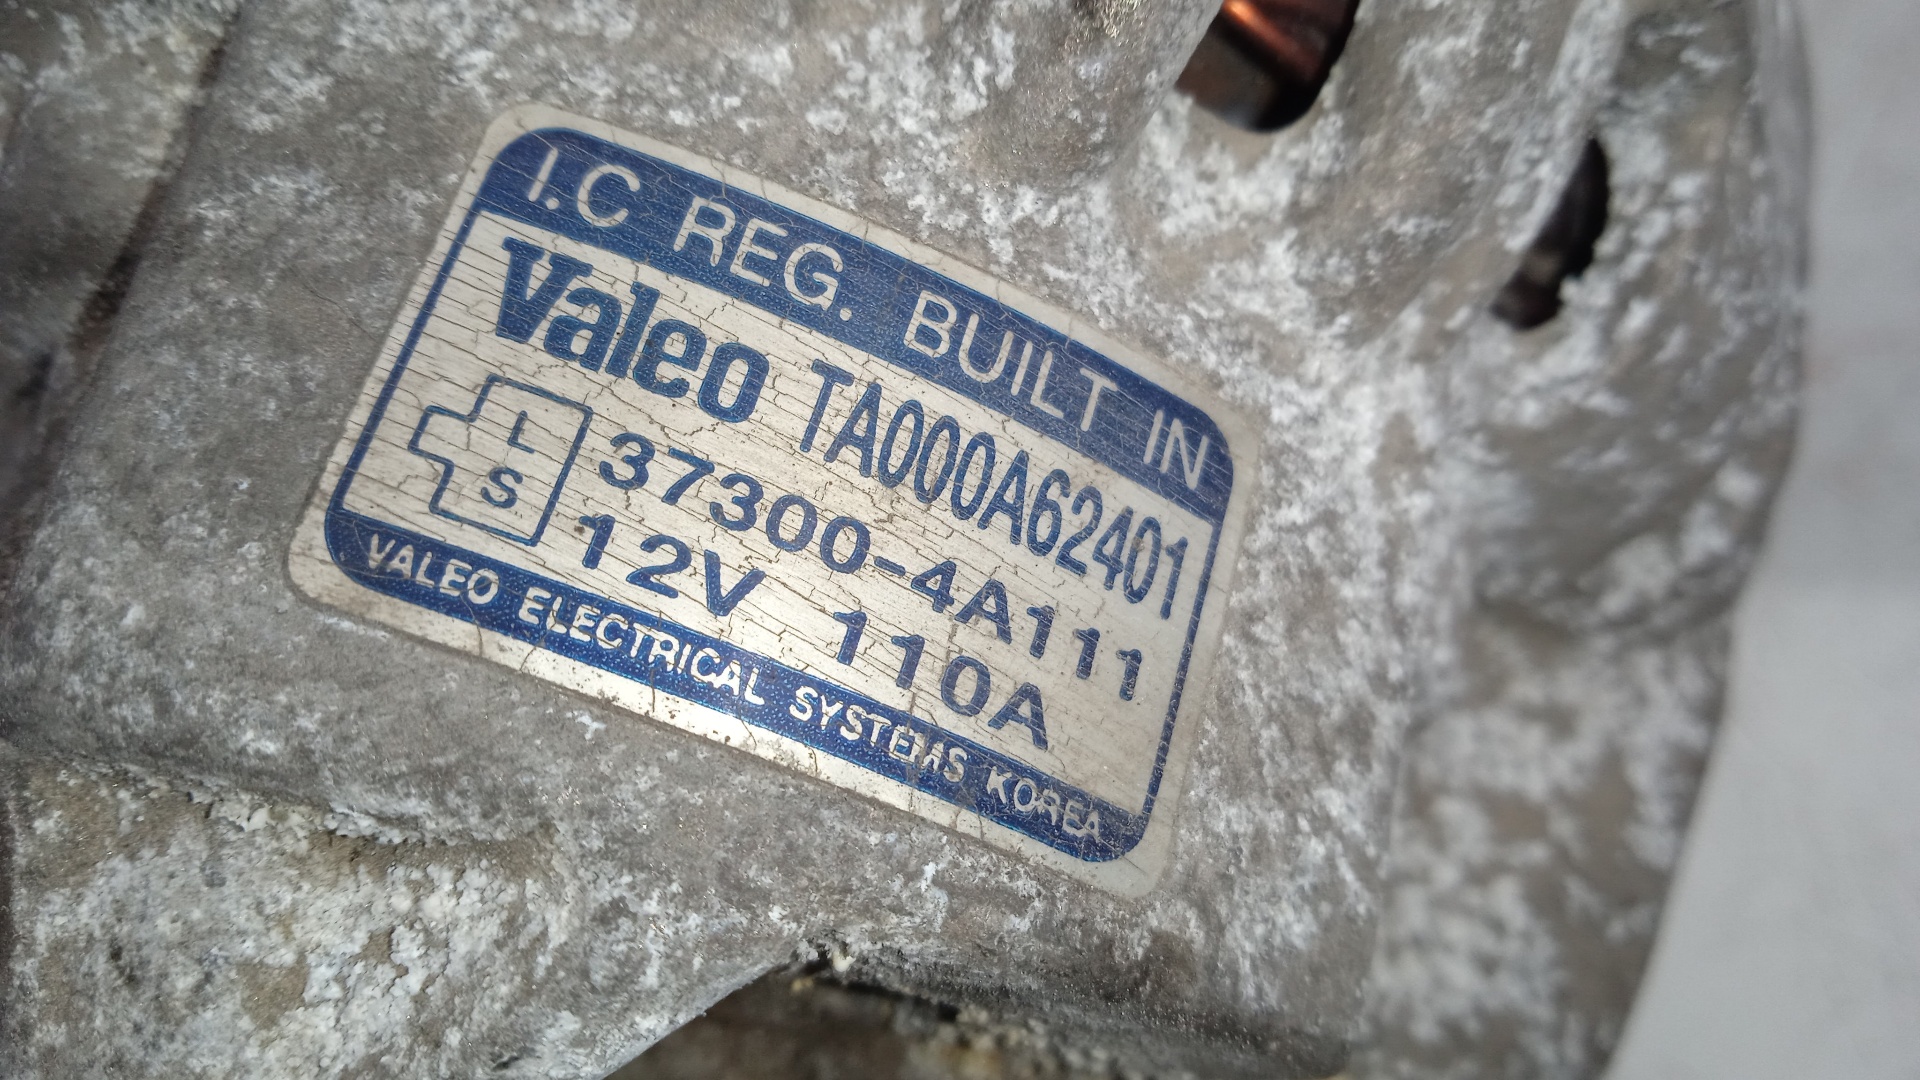 I.C REG. BUILT IN
Valeo TA000A62401
L
S
37300-4A111
12V 110A
VALEO ELECTRICAL SYSTEMS KOREA